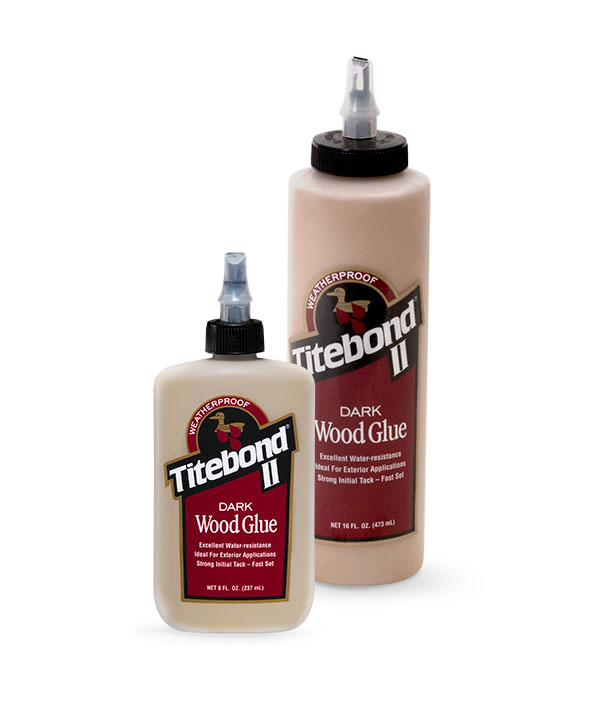 WEATHERPROOF
Titebond®
II
DARK
Wood Glue
Excellent Water-resistance
Ideal For Exterior Applications
Strong Initial Tack – Fast Set
NET 8 FL. OZ. (237 mL)
WEATHERPROOF
Titebond®
II
DARK
Wood Glue
Excellent Water-resistance
Ideal For Exterior Applications
Strong Initial Tack – Fast Set
NET 16 FL. OZ. (473 mL)